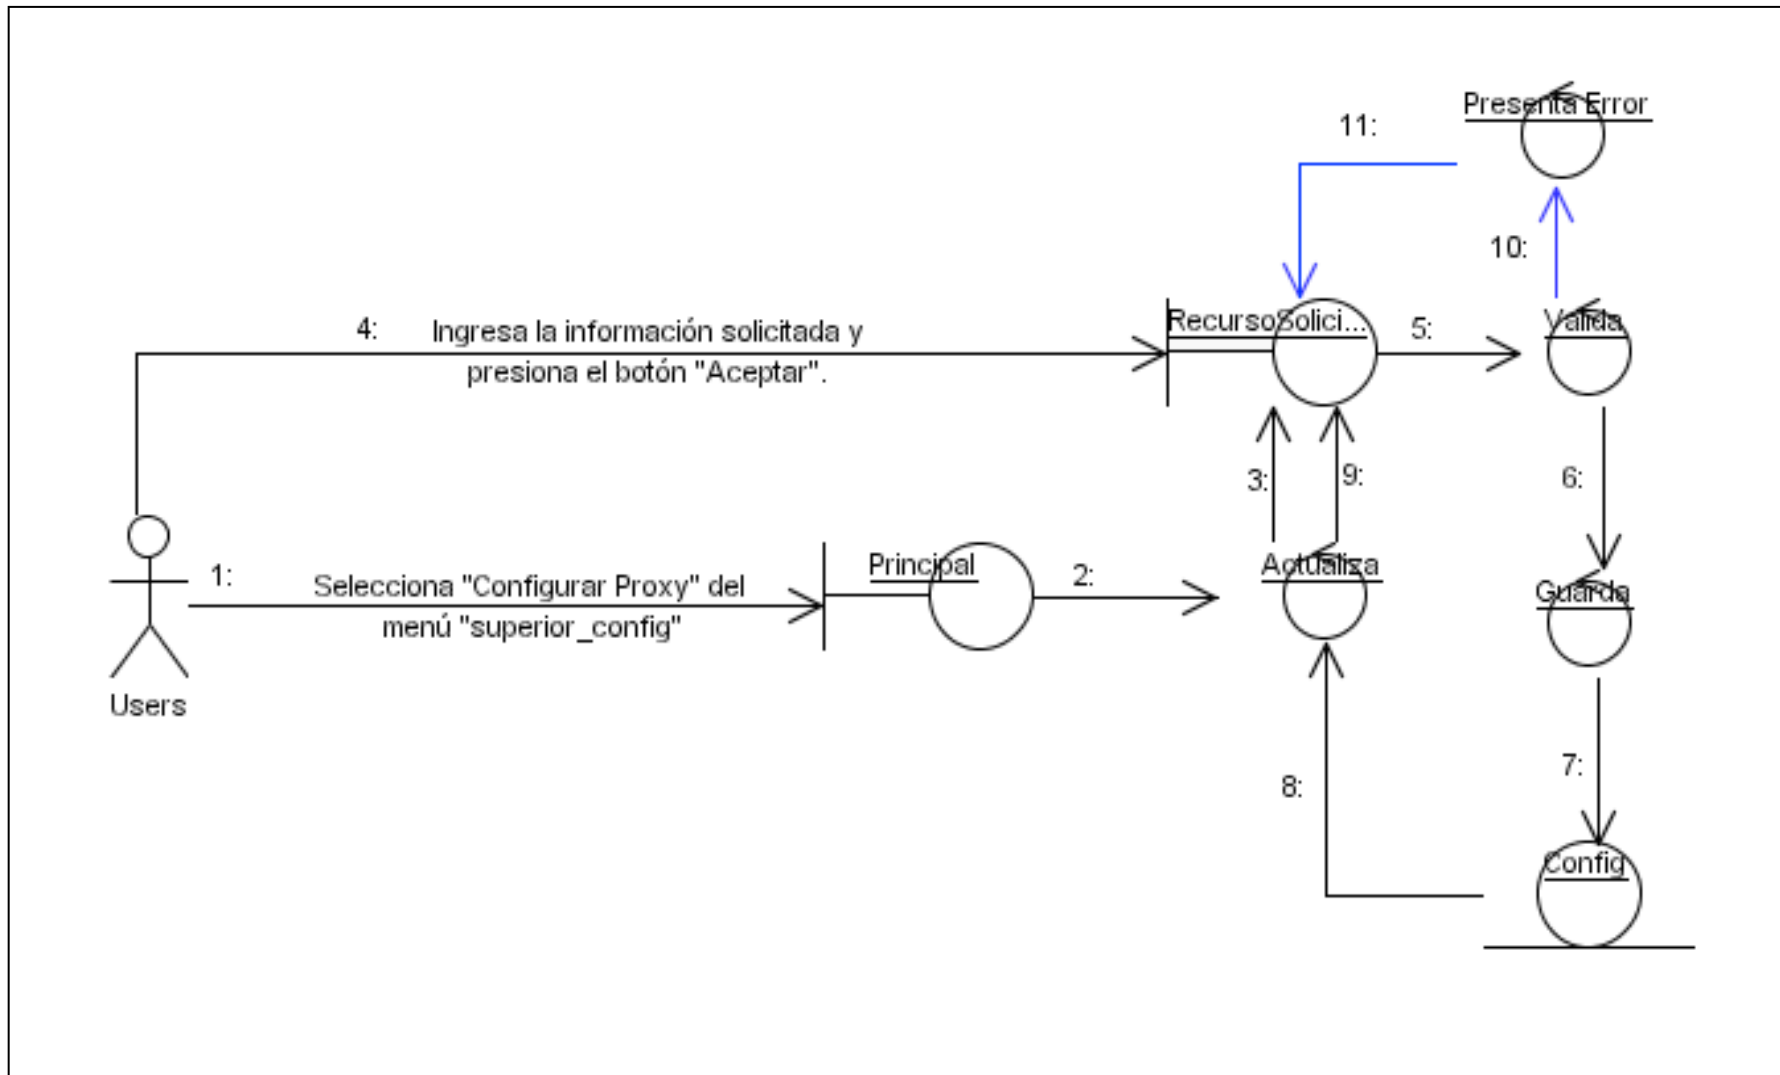 Presenta Error
11:
10:
4:
Ingresa la información solicitada y
presiona el botón "Aceptar".
RecursoSolici...
5:
Valida
3:
9:
6:
1:
Selecciona "Configurar Proxy" del
menú "superior_config"
Principal
2:
Actualiza
Guarda
Users
8:
7:
Config